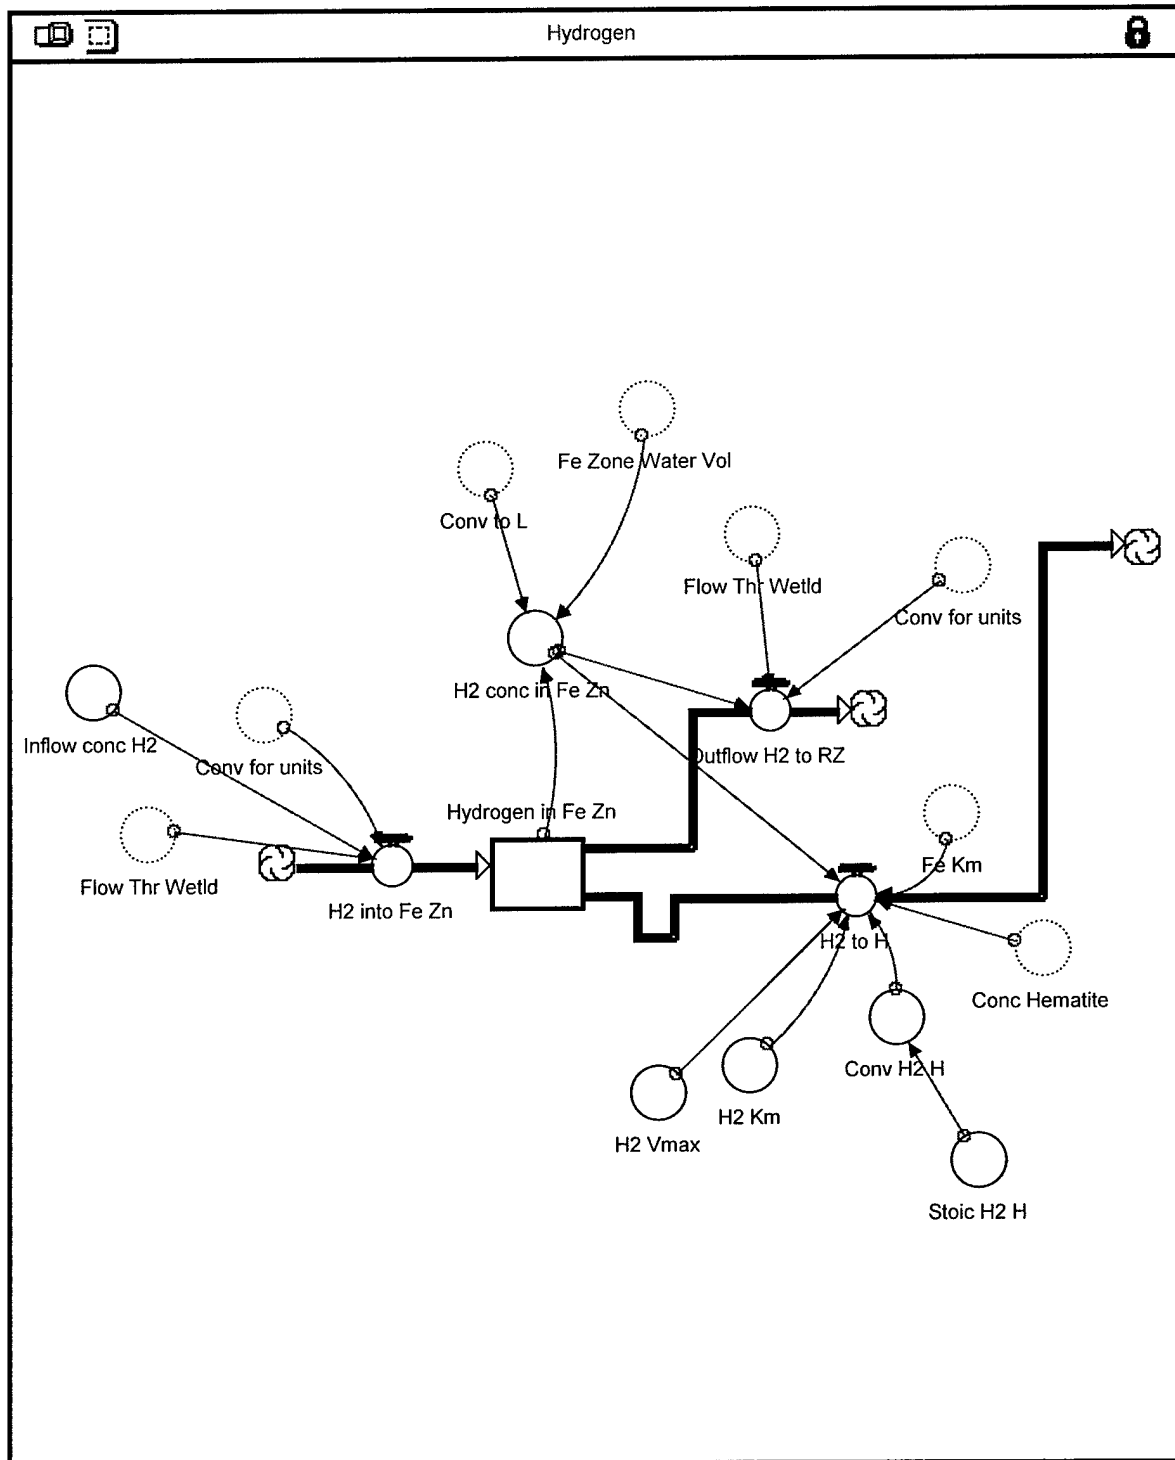 Hydrogen
Fe Zone Water Vol
Conv to L
Flow Thr Wetld
Conv for units
H2 conc in Fe Zn
Inflow conc H2
Outflow H2 to RZ
Conv for units
Hydrogen in Fe Zn
Fe Km
Flow Thr Wetld
H2 into Fe Zn
H2 to H
Conc Hematite
Conv H2 H
H2 Km
H2 Vmax
Stoic H2 H